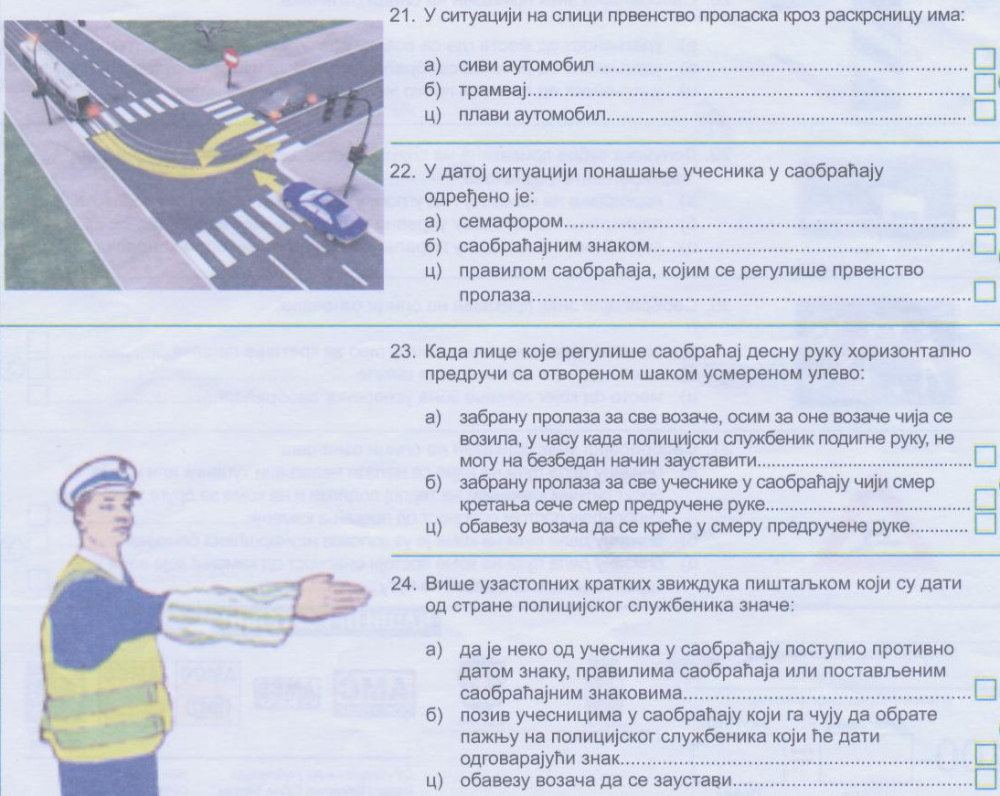 21. У ситуацији на слици првенство проласка кроз раскрсницу има:
а) сиви аутомобил
б) трамвај
ц) плави аутомобил
22. У датој ситуацији понашање учесника у саобраћају
одређено је:
а) семафором
б) саобраћајним знаком
ц) правилом саобраћаја, којим се регулише првенство
пролаза
23. Када лице које регулише саобраћај десну руку хоризонтално
предручи са отвореном шаком усмереном улево:
а) забрану пролаза за све возаче, осим за оне возаче чија се
возила, у часу када полицијски службеник подигне руку, не
могу на безбедан начин зауставити
б) забрану пролаза за све учеснике у саобраћају чији смер
кретања сече смер предручене руке
ц) обавезу возача да се креће у смеру предручене руке
24. Више узастопних кратких звиждука пиштаљком који су дати
од стране полицијског службеника значе:
а) да је неко од учесника у саобраћају поступио противно
датом знаку, правилима саобраћаја или постављеним
саобраћајним знаковима
б) позив учесницима у саобраћају који га чују да обрате
пажњу на полицијског службеника који ће дати
одговарајући знак
ц) обавезу возача да се заустави